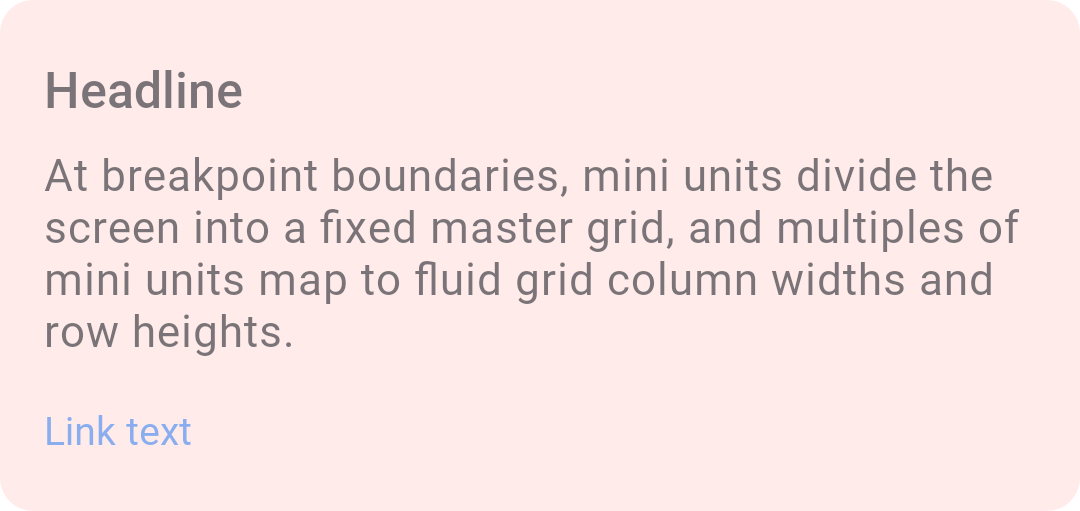 Headline
At breakpoint boundaries, mini units divide the
screen into a fixed master grid, and multiples of
mini units map to fluid grid column widths and
row heights.
Link text